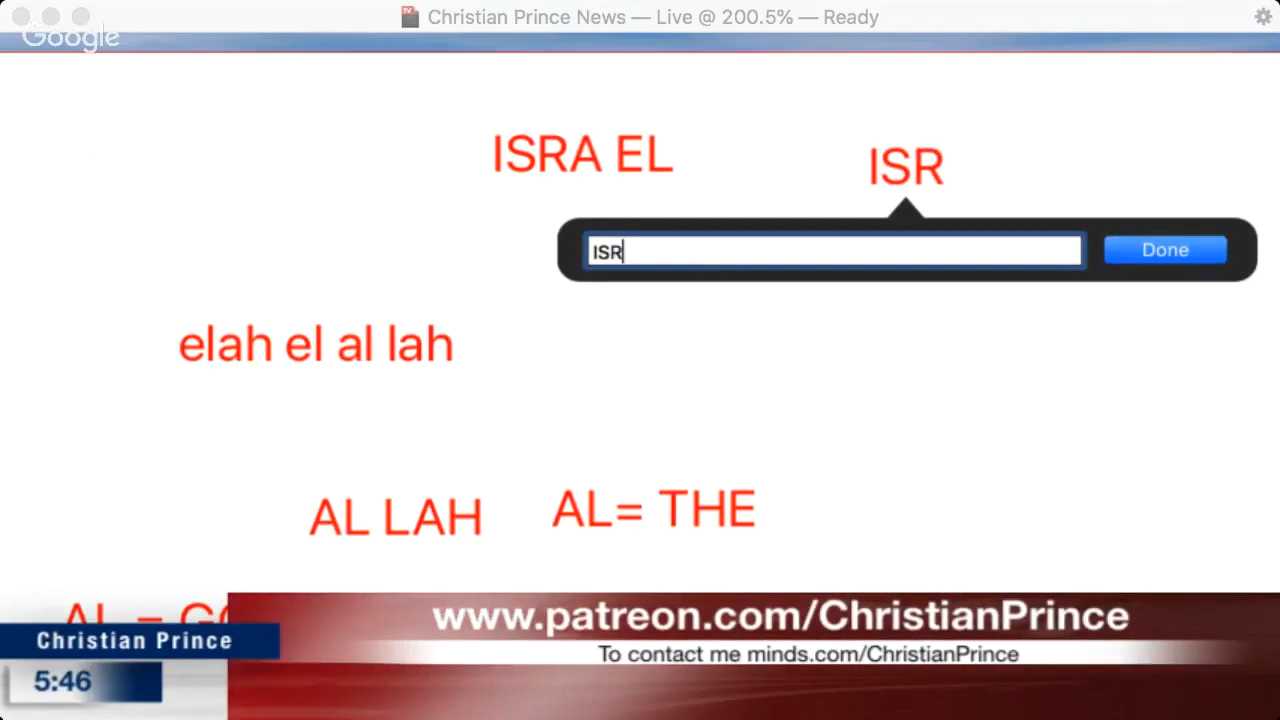 Christian Prince News — Live @ 200.5% — Ready
Google
ISRA EL
ISR
ISR
Done
elah el al lah
AL LAH
AL= THE
AL =
www.patreon.com/ChristianPrince
Christian Prince
To contact me minds.com/ChristianPrince
5:46